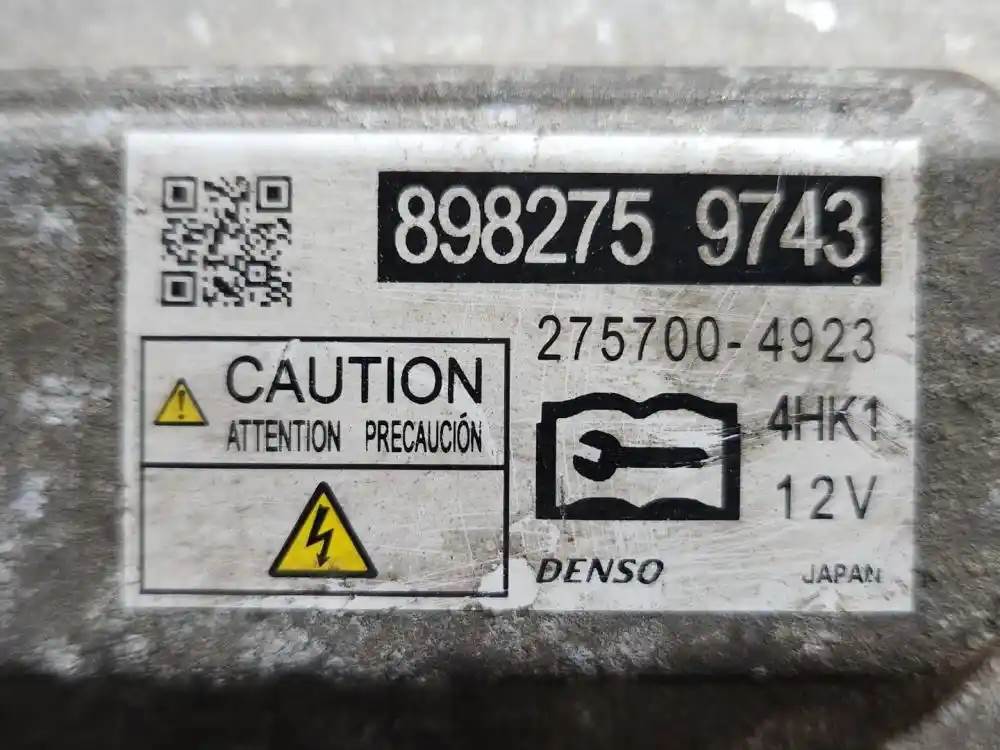 898275 9743
275700-4923
CAUTION
ATTENTION PRECAUCIÓN
4HK1
12V
DENSO
JAPAN